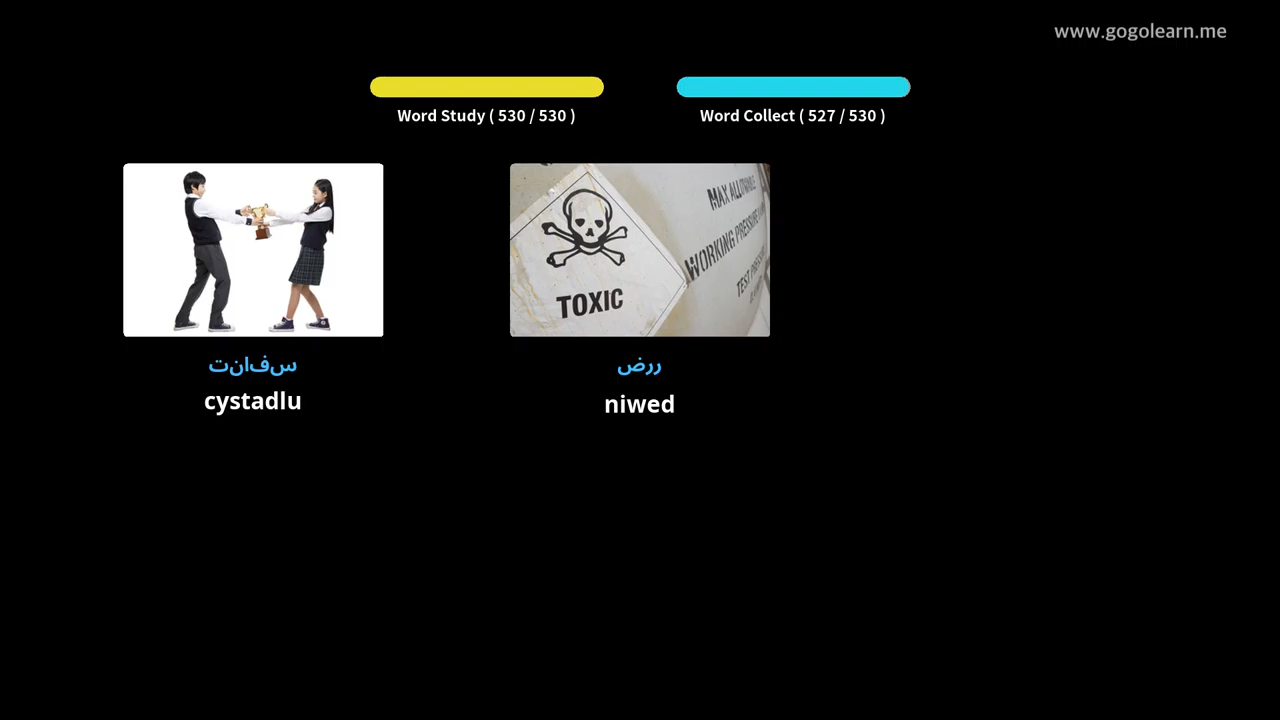 www.gogolearn.me
Word Study ( 530 / 530 )
Word Collect ( 527 / 530 )
TOXIC
MAX ALLOWABLE
WORKING PRESSURE
سفانت
cystadlu
ررض
niwed